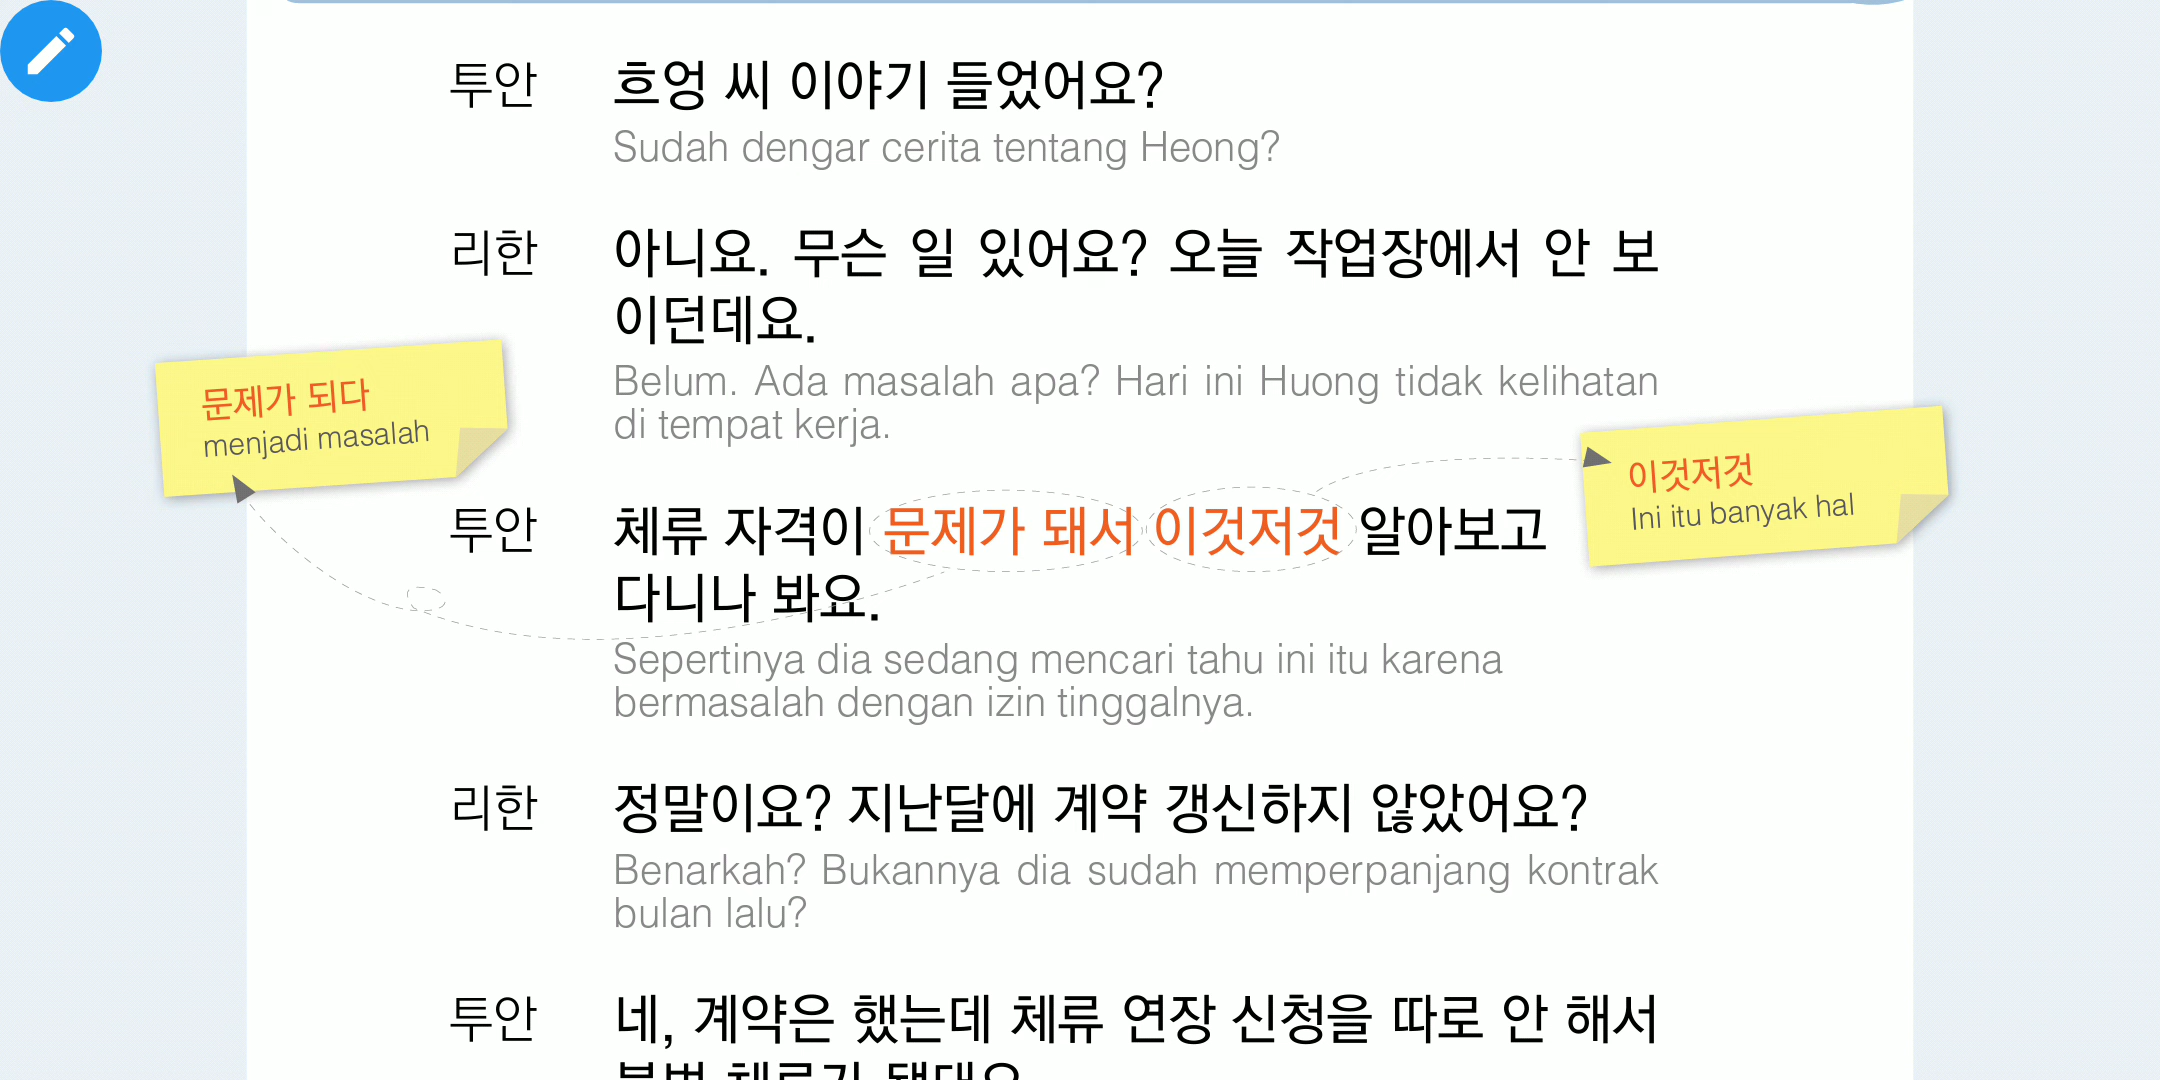 투안 흐엉 씨 이야기 들었어요?
Sudah dengar cerita tentang Heong?
리한 아니요. 무슨 일 있어요? 오늘 작업장에서 안 보
이던데요.
Belum. Ada masalah apa? Hari ini Huong tidak kelihatan
di tempat kerja.
문제가 되다
menjadi masalah
이것저것
Ini itu banyak hal
투안 체류 자격이 문제가 돼서 이것저것 알아보고
다니나 봐요.
Sepertinya dia sedang mencari tahu ini itu karena
bermasalah dengan izin tinggalnya.
리한 정말이요? 지난달에 계약 갱신하지 않았어요?
Benarkah? Bukannya dia sudah memperpanjang kontrak
bulan lalu?
투안 네, 계약은 했는데 체류 연장 신청을 따로 안 해서